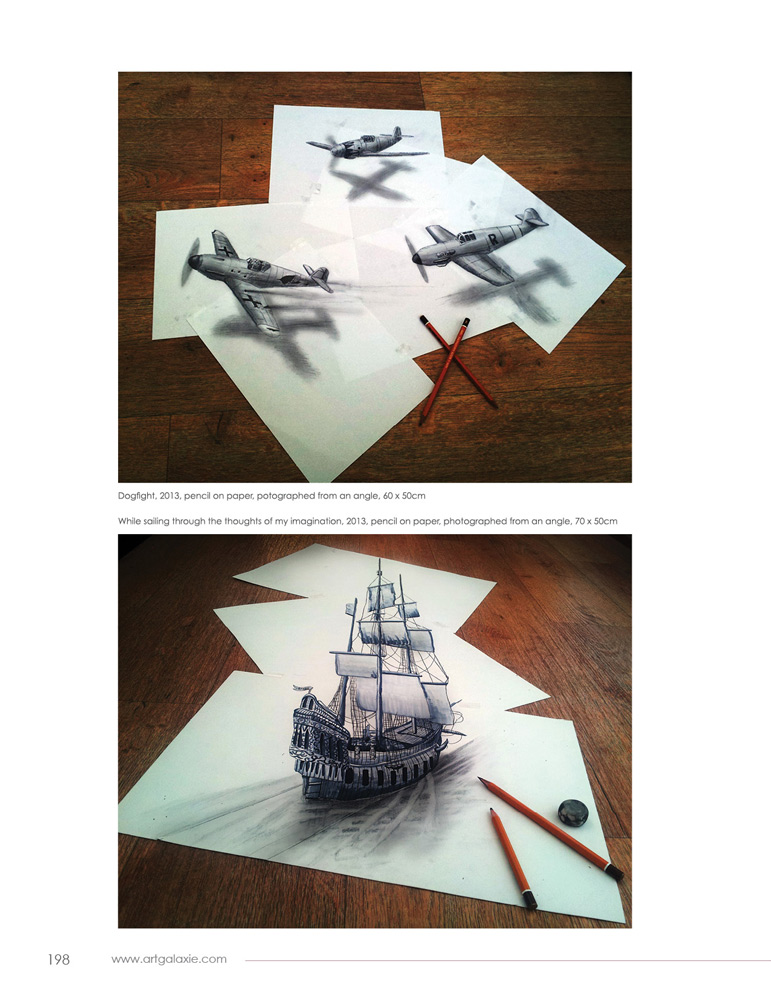 R
Dogfight, 2013, pencil on paper, potographed from an angle, 60 x 50cm
While sailing through the thoughts of my imagination, 2013, pencil on paper, photographed from an angle, 70 x 50cm
198
www.artgalaxie.com